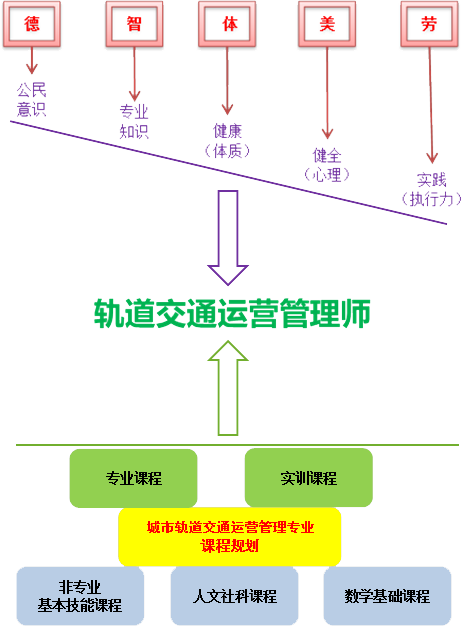 德 智 体 美 劳
公民
意识
专业
知识
健康
（体质）
健全
（心理）
实践
（执行力）
轨道交通运营管理师
专业课程 实训课程
城市轨道交通运营管理专业
课程规划
非专业
基本技能课程
人文社科课程
数学基础课程